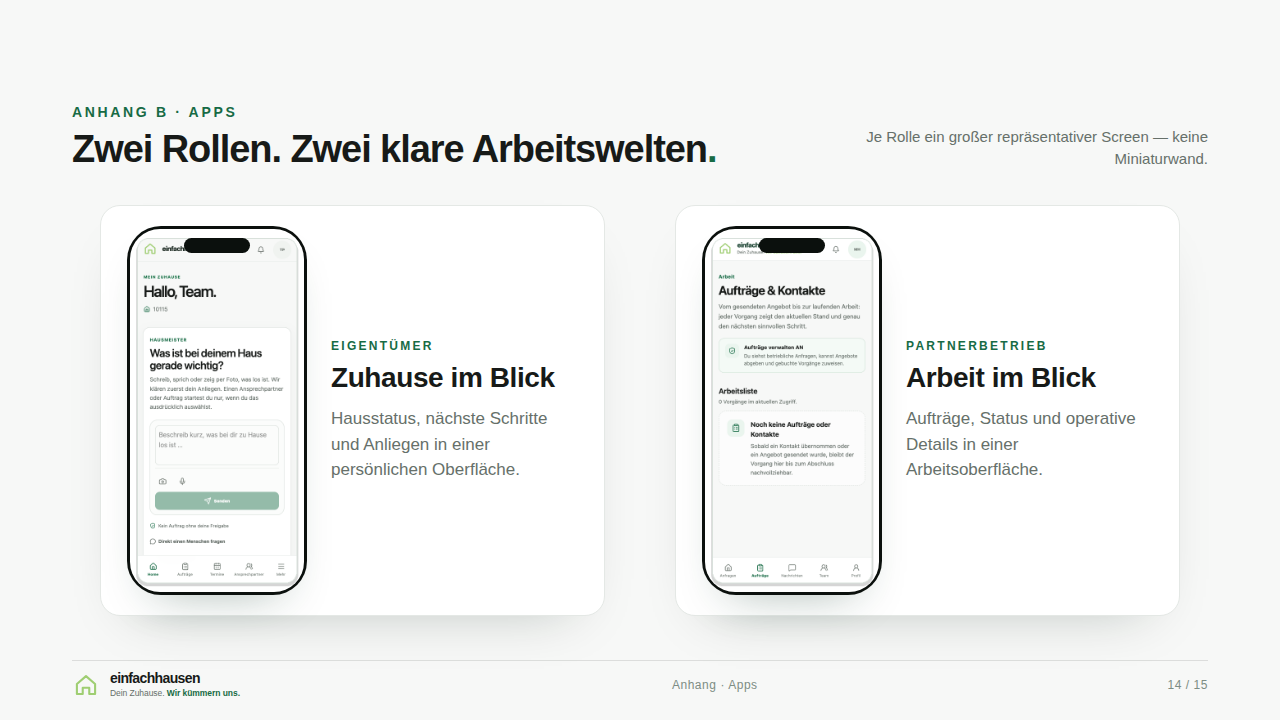 ANHANG B · APPS
Zwei Rollen. Zwei klare Arbeitswelten.
Je Rolle ein großer repräsentativer Screen — keine
Miniaturwand.
einfach
MEIN ZUHAUSE
Hallo, Team.
10115
HAUSMEISTER
Was ist bei deinem Haus
gerade wichtig?
Schreib, sprich oder zeig per Foto, was los ist. Wir
klären zuerst dein Anliegen. Einen Ansprechpartner
oder Auftrag startest du nur, wenn du das
ausdrücklich auswählst.
Beschreib kurz, was bei dir zu Hause
los ist ...
Senden
Kein Auftrag ohne deine Freigabe
Direkt einen Menschen fragen
Home
Aufträge
Termine
Ansprechpartner
Mehr
EIGENTÜMER
Zuhause im Blick
Hausstatus, nächste Schritte
und Anliegen in einer
persönlichen Oberfläche.
einfach
Dein Zuhause.
Arbeit
Aufträge & Kontakte
Vom gesendeten Angebot bis zur laufenden Arbeit:
jeder Vorgang zeigt den aktuellen Stand und genau
den nächsten sinnvollen Schritt.
Aufträge verwalten AN
Du siehst betriebliche Anfragen, kannst Angebote
abgeben und gebuchte Vorgänge zuweisen.
Arbeitsliste
0 Vorgänge im aktuellen Zugriff.
Noch keine Aufträge oder
Kontakte
Sobald ein Kontakt übernommen oder
ein Angebot gesendet wurde, bleibt der
Vorgang hier bis zum Abschluss
nachvollziehbar.
Anfragen
Aufträge
Nachrichten
Team
Profil
PARTNERBETRIEB
Arbeit im Blick
Aufträge, Status und operative
Details in einer
Arbeitsoberfläche.
einfachhausen
Dein Zuhause. Wir kümmern uns.
Anhang · Apps
14 / 15